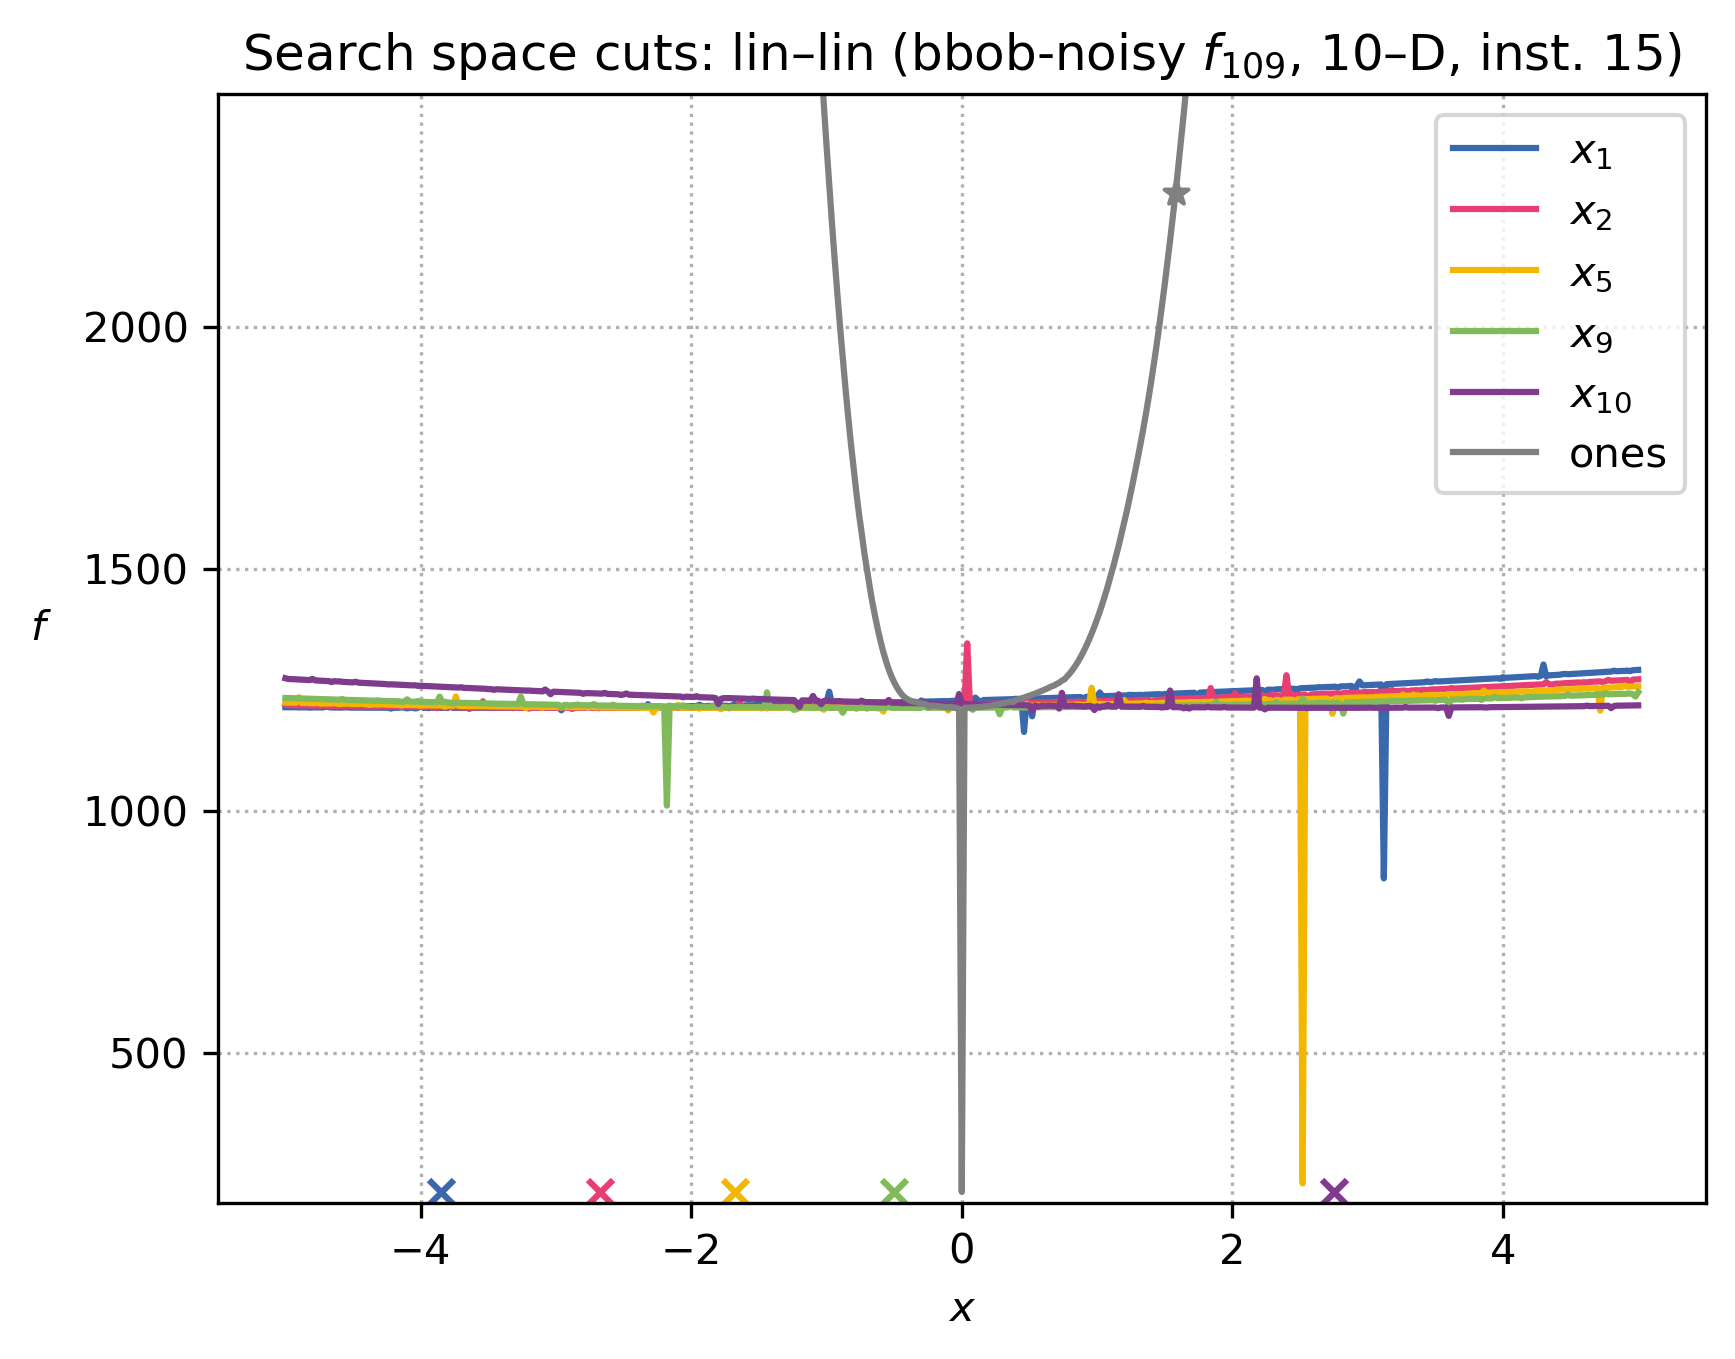 Search space cuts: lin–lin (bbob-noisy f₁₀₉, 10–D, inst. 15)
x₁
x₂
x₅
x₉
x₁₀
ones
2000
1500
1000
500
f
−4
−2
0
2
4
x